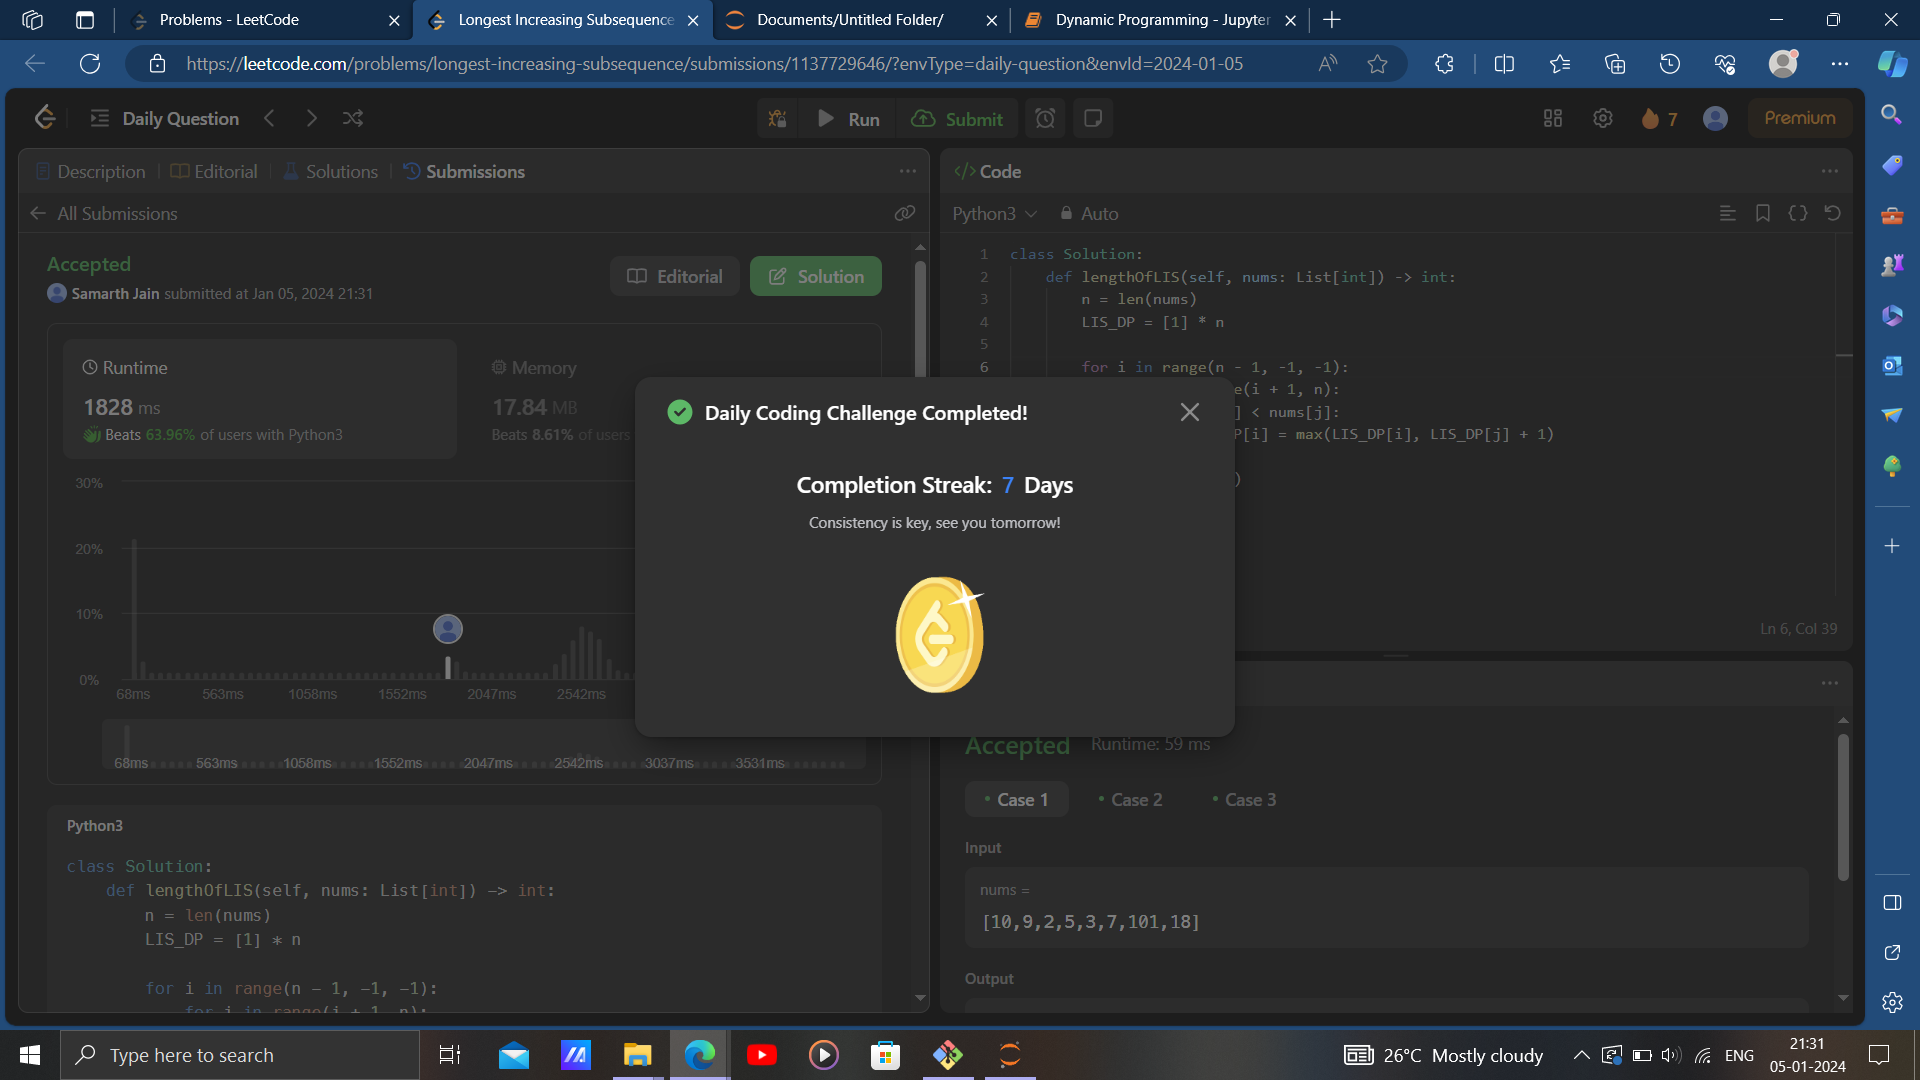 Problems - LeetCode
Longest Increasing Subsequence
Documents/Untitled Folder/
Dynamic Programming - Jupyter
https://leetcode.com/problems/longest-increasing-subsequence/submissions/1137729646/?envType=daily-question&envId=2024-01-05
Daily Question
Run
Submit
7
Premium
Description
Editorial
Solutions
Submissions
All Submissions
Accepted
Samarth Jain submitted at Jan 05, 2024 21:31
Editorial
Solution
Runtime
1828 ms
Beats 63.96% of users with Python3
Memory
17.84 MB
Beats 8.61% of users
30%
20%
10%
0%
68ms 563ms 1058ms 1552ms 2047ms 2542ms
68ms 563ms 1058ms 1552ms 2047ms 2542ms 3037ms 3531ms
Python3
class Solution:
def lengthOfLIS(self, nums: List[int]) -> int:
n = len(nums)
LIS_DP = [1] * n
for i in range(n - 1, -1, -1):
for j in range(i + 1, n):
Daily Coding Challenge Completed!
Completion Streak: 7 Days
Consistency is key, see you tomorrow!
</> Code
Python3
Auto
1 class Solution:
2 def lengthOfLIS(self, nums: List[int]) -> int:
3 n = len(nums)
4 LIS_DP = [1] * n
5
6 for i in range(n - 1, -1, -1):
e(i + 1, n):
] < nums[j]:
P[i] = max(LIS_DP[i], LIS_DP[j] + 1)
)
Ln 6, Col 39
Accepted
Runtime: 59 ms
Case 1
Case 2
Case 3
Input
nums =
[10,9,2,5,3,7,101,18]
Output
Type here to search
26°C Mostly cloudy
ENG
21:31
05-01-2024